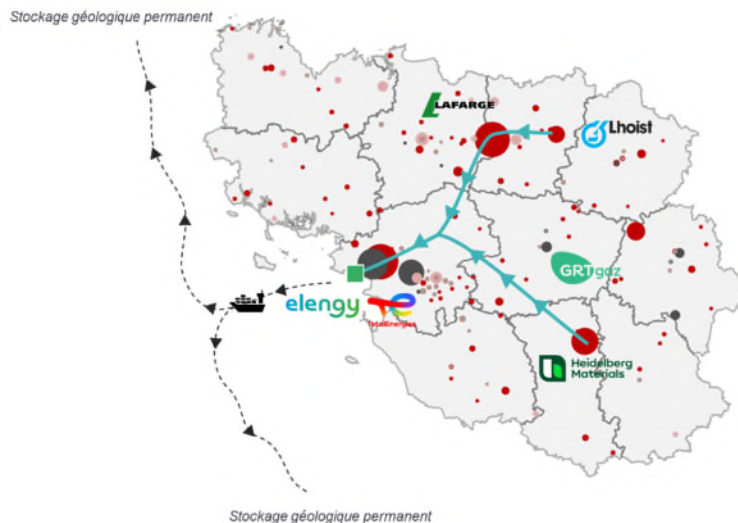 Stockage géologique permanent
LAFARGE
Lhoist
GRTgaz
elengy
TotalEnergies
Heidelberg
Materials
Stockage géologique permanent